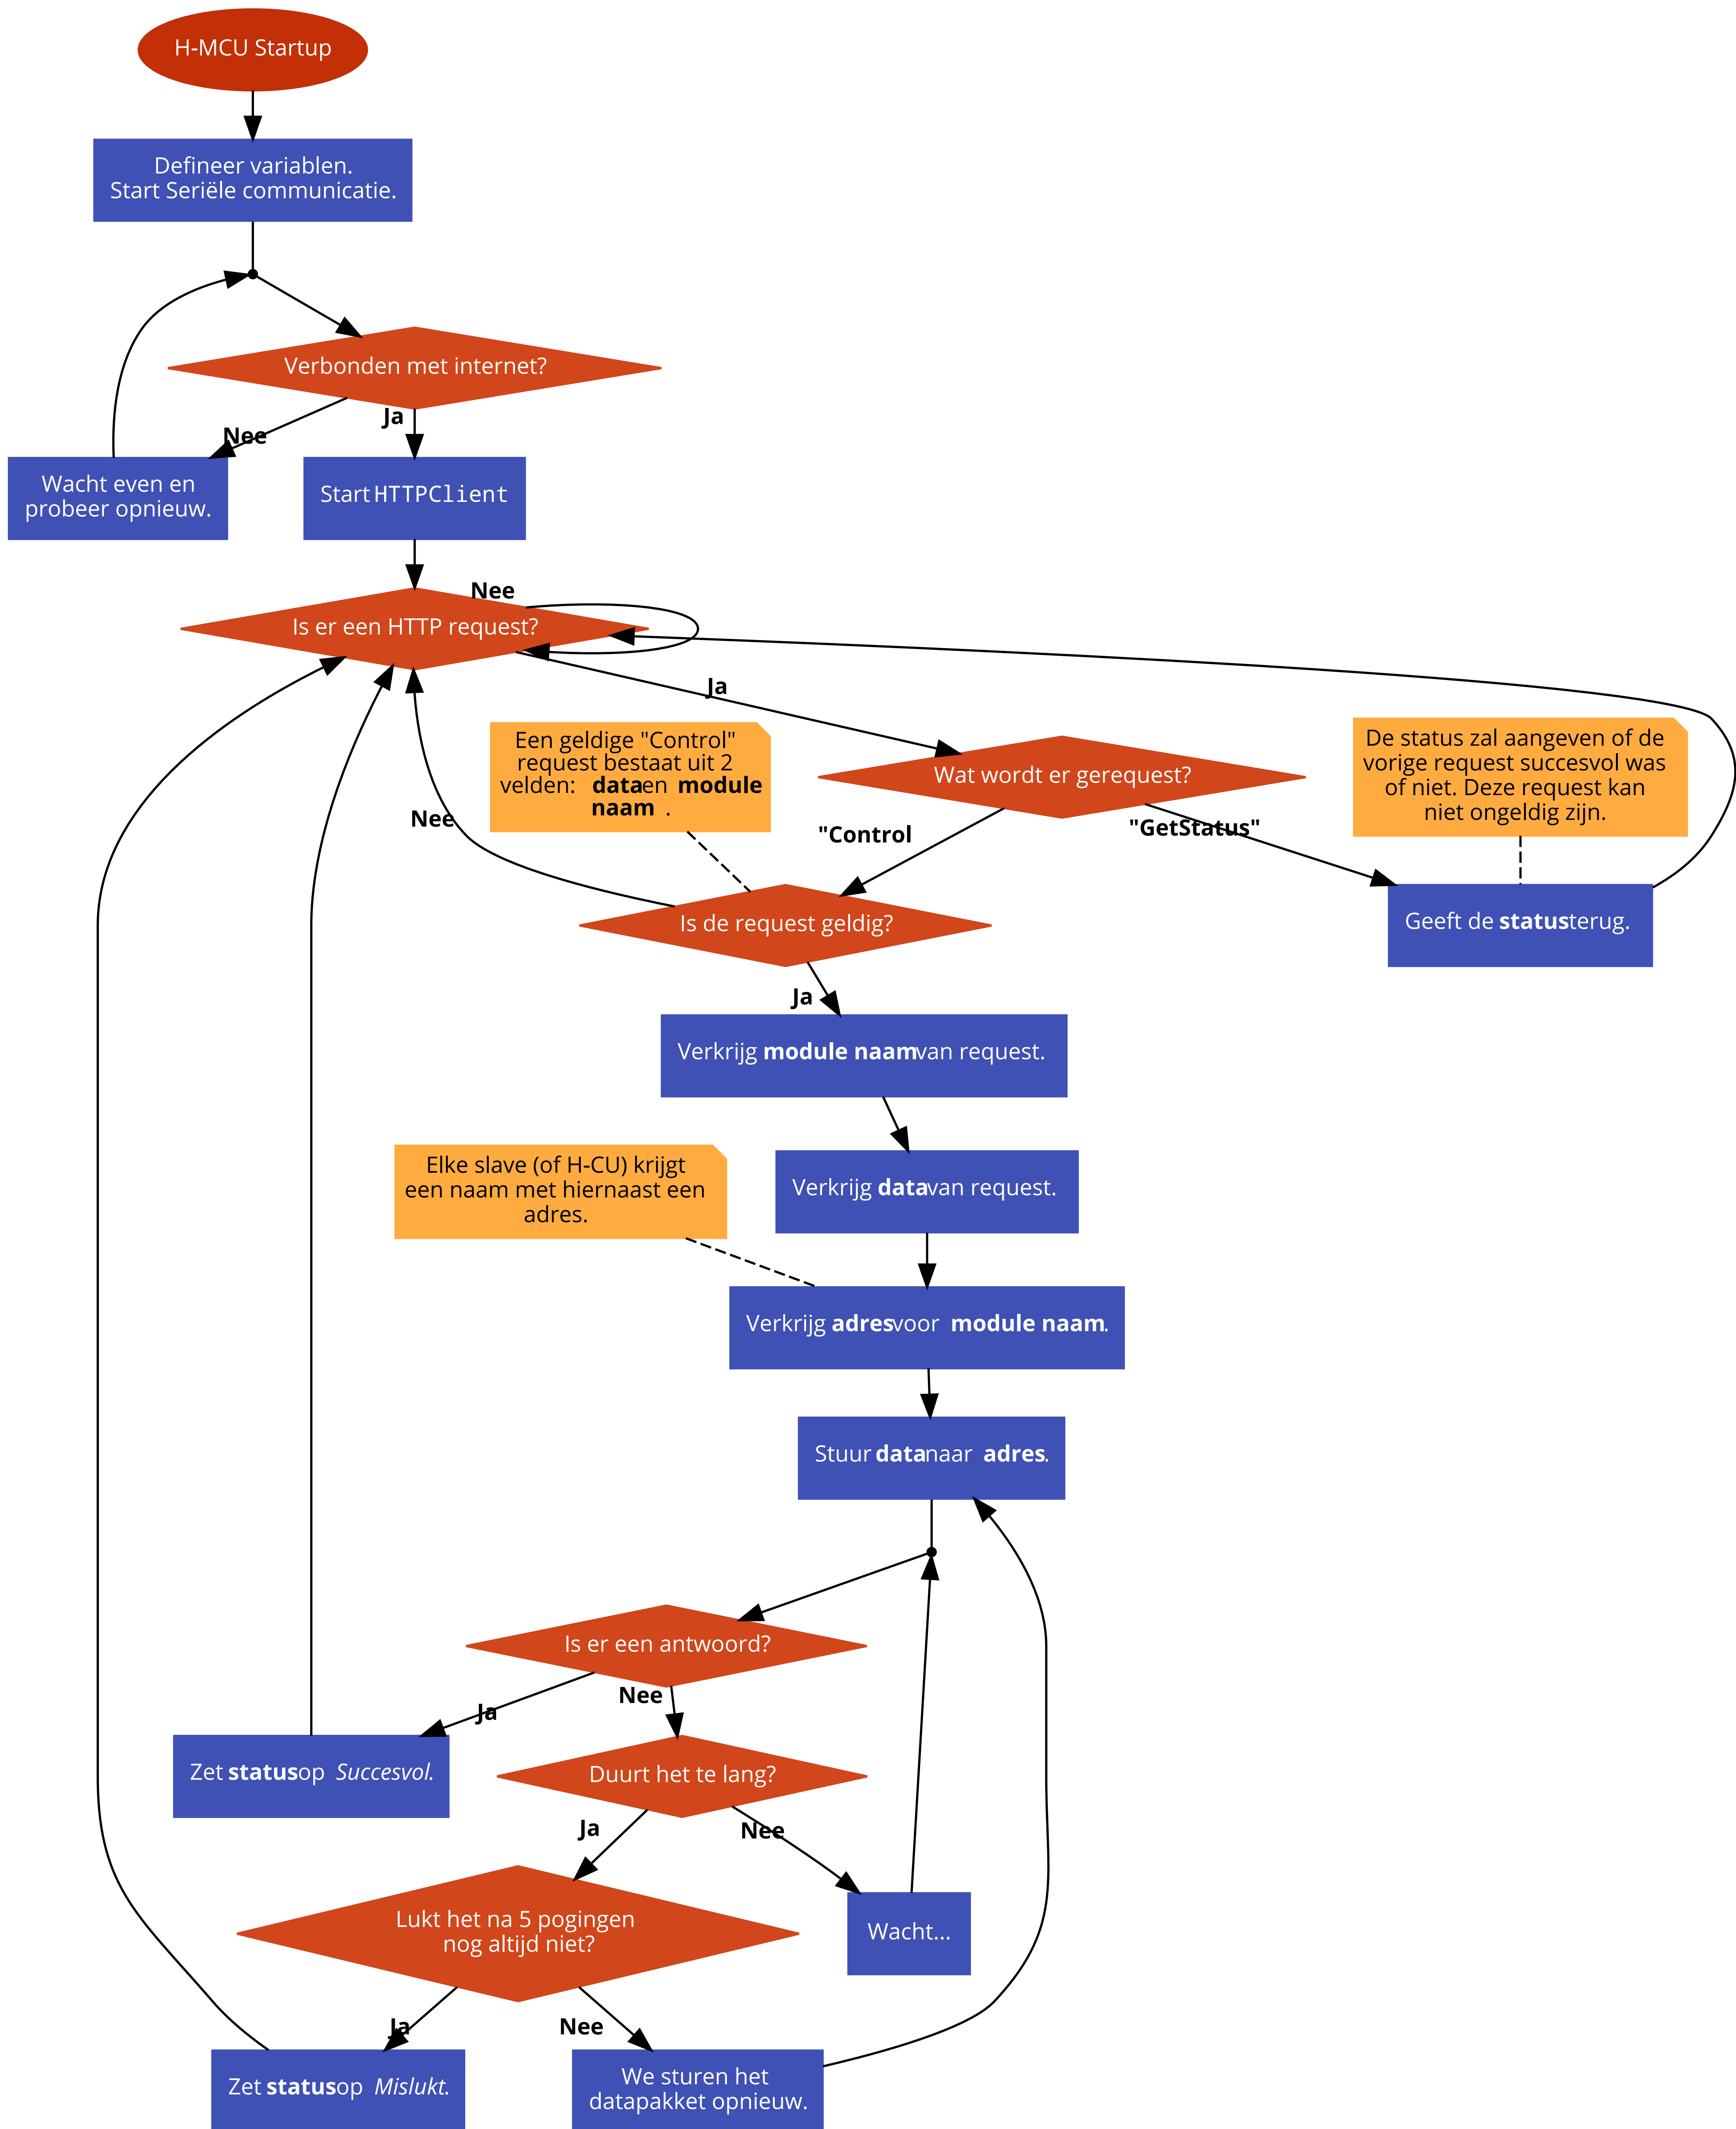 H-MCU Startup
Defineer variablen.
Start Seriële communicatie.
Verbonden met internet?
Nee
Ja
Wacht even en
probeer opnieuw.
Start HTTPClient
Nee
Is er een HTTP request?
Ja
Een geldige "Control"
request bestaat uit 2
velden: data en module
naam .
Wat wordt er gerequest?
De status zal aangeven of de
vorige request succesvol was
of niet. Deze request kan
niet ongeldig zijn.
Nee
"Control
"GetStatus"
Is de request geldig?
Geeft de status terug.
Ja
Verkrijg module naam van request.
Elke slave (of H-CU) krijgt
een naam met hiernaast een
adres.
Verkrijg data van request.
Verkrijg adres voor module naam.
Stuur data naar adres.
Is er een antwoord?
Ja
Nee
Zet status op Succesvol.
Duurt het te lang?
Ja
Nee
Lukt het na 5 pogingen
nog altijd niet?
Wacht...
Ja
Nee
Zet status op Mislukt.
We sturen het
datapakket opnieuw.